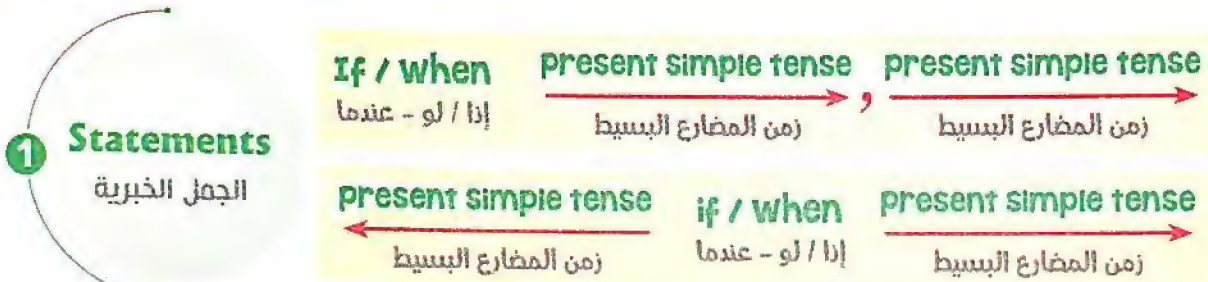 1 Statements
الجمل الخبرية
If / when present simple tense , present simple tense
إذا / لو - عندما زمن المضارع البسيط زمن المضارع البسيط
present simple tense if / when present simple tense
زمن المضارع البسيط إذا / لو - عندما زمن المضارع البسيط